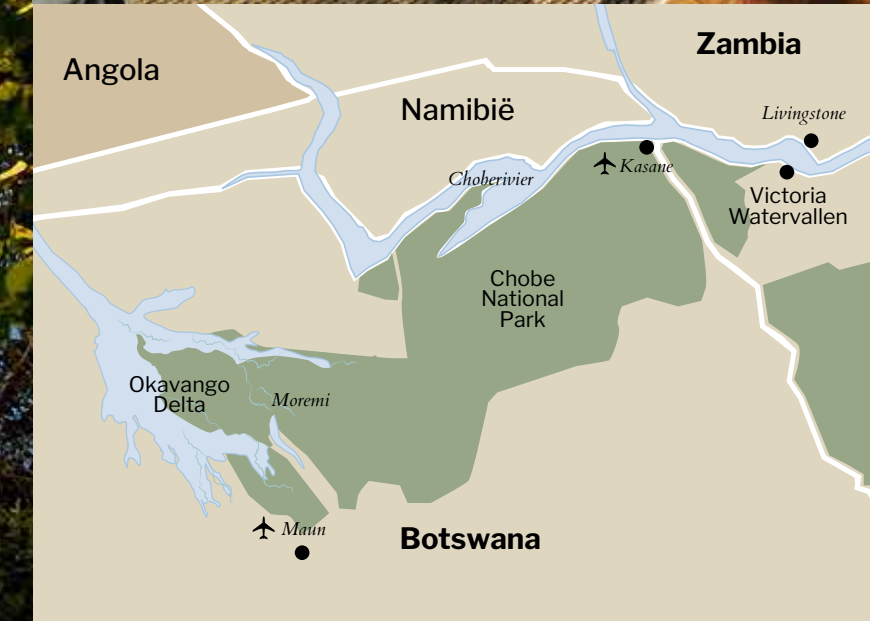 Zambia
Angola
Namibië
Livingstone
Kasane
Choberivier
Victoria
Watervallen
Chobe
National
Park
Okavango
Delta
Moremi
Maun
Botswana